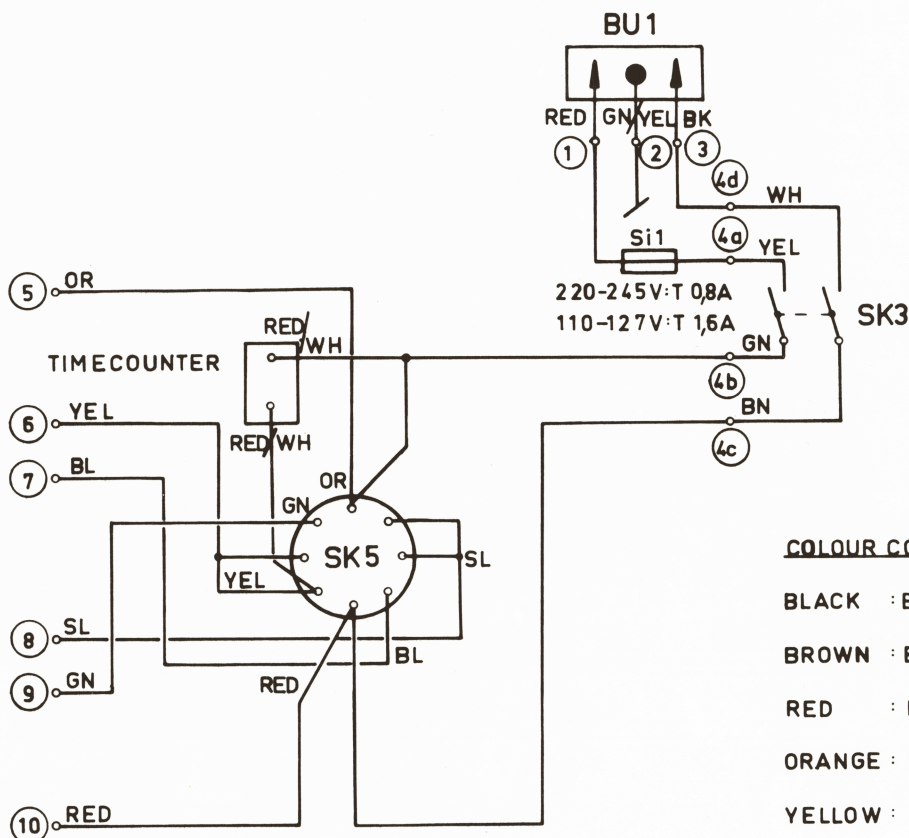 BU1
RED GN/YEL BK
1 2 3
4d
WH
4a
Si1
YEL
220-245V:T 0,8A
110-127V:T 1,6A
SK3
5 OR
RED/WH
GN
TIMECOUNTER
4b
6 YEL
BN
RED/WH
4c
7 BL
OR
GN
SK5
SL
YEL
8 SL
BL
9 GN
RED
10 RED
COLOUR CO
BLACK : B
BROWN : B
RED :
ORANGE :
YELLOW :